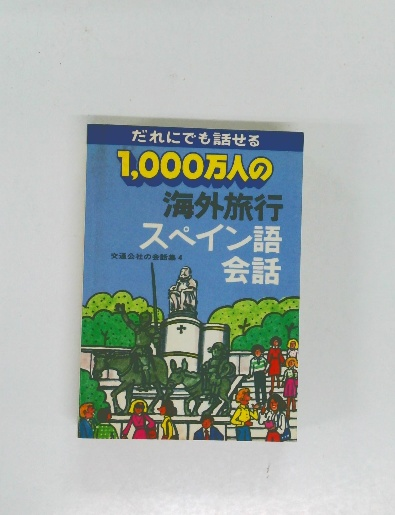 だれにでも話せる
1,000万人の
海外旅行
スペイン語
会話
交通公社の会話集4